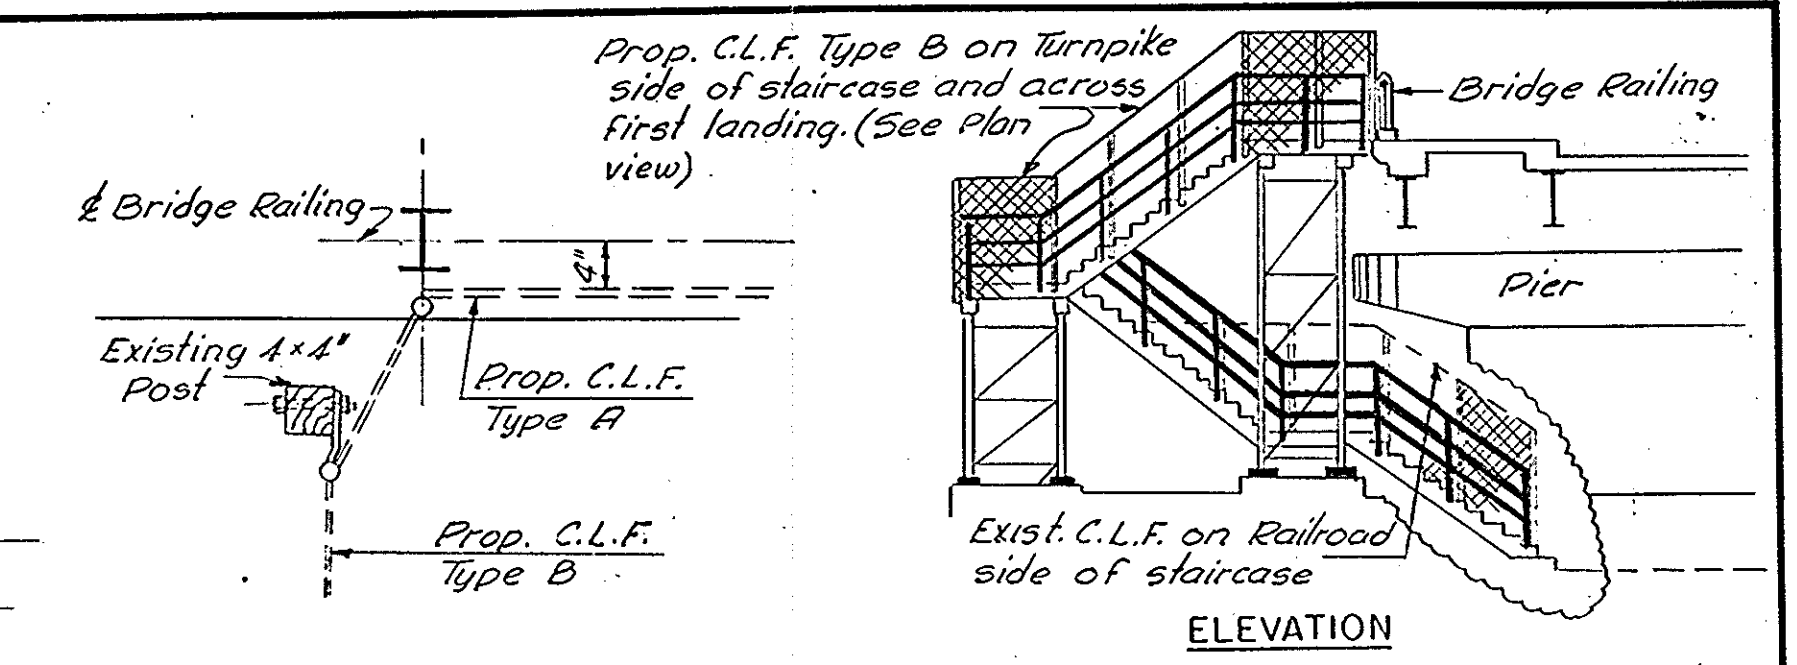 Prop. C.L.F. Type B on Turnpike
side of staircase and across
first landing. (See Plan
view)
Bridge Railing
℄ Bridge Railing
4"
Pier
Existing 4×4"
Post
Prop. C.L.F.
Type A
Prop. C.L.F.
Type B
Exist. C.L.F. on Railroad
side of staircase
ELEVATION